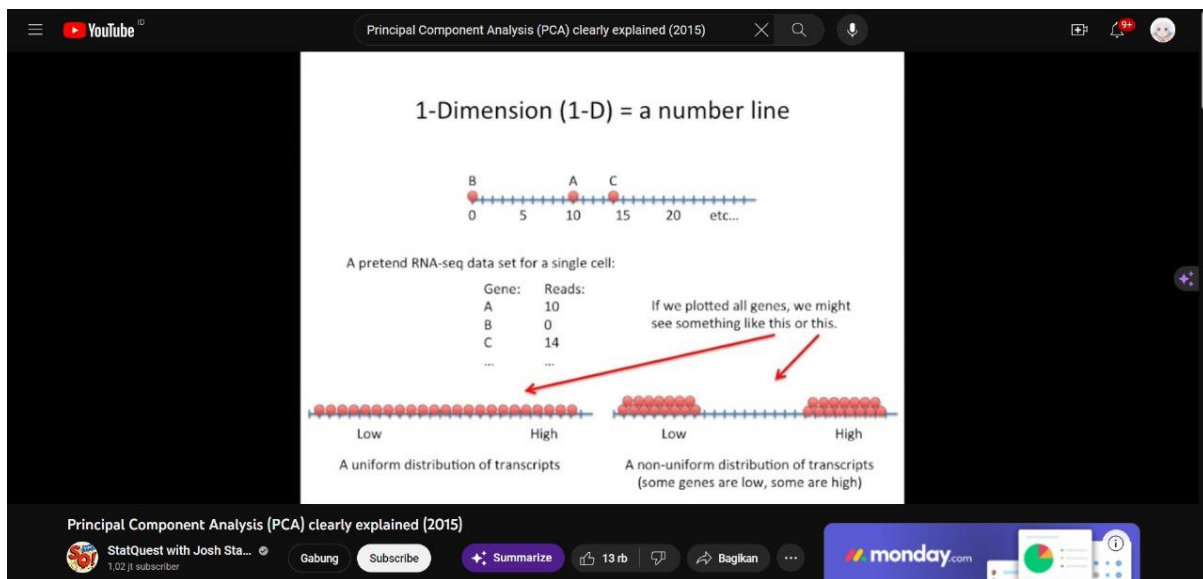 YouTube ID
Principal Component Analysis (PCA) clearly explained (2015)
9+
1-Dimension (1-D) = a number line
B A C
0 5 10 15 20 etc...
A pretend RNA-seq data set for a single cell:
Gene: Reads:
A 10
B 0
C 14
... ...
If we plotted all genes, we might
see something like this or this.
Low High
A uniform distribution of transcripts
Low High
A non-uniform distribution of transcripts
(some genes are low, some are high)
Principal Component Analysis (PCA) clearly explained (2015)
SQ!
StatQuest with Josh Sta...
1,02 jt subscriber
Gabung
Subscribe
Summarize
13 rb
Bagikan
...
monday.com